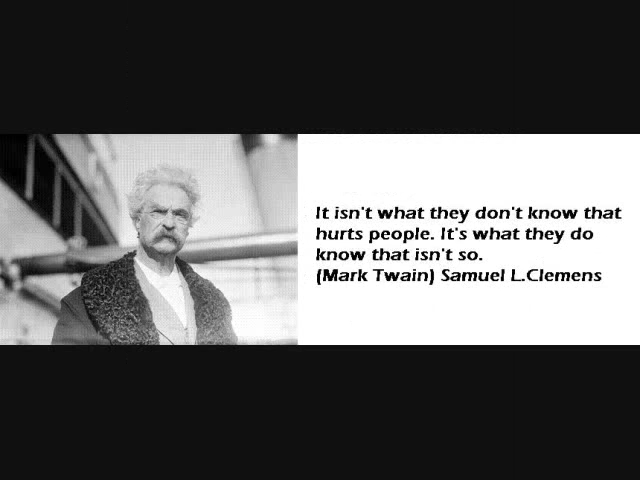 It isn't what they don't know that
hurts people. It's what they do
know that isn't so.
(Mark Twain) Samuel L.Clemens